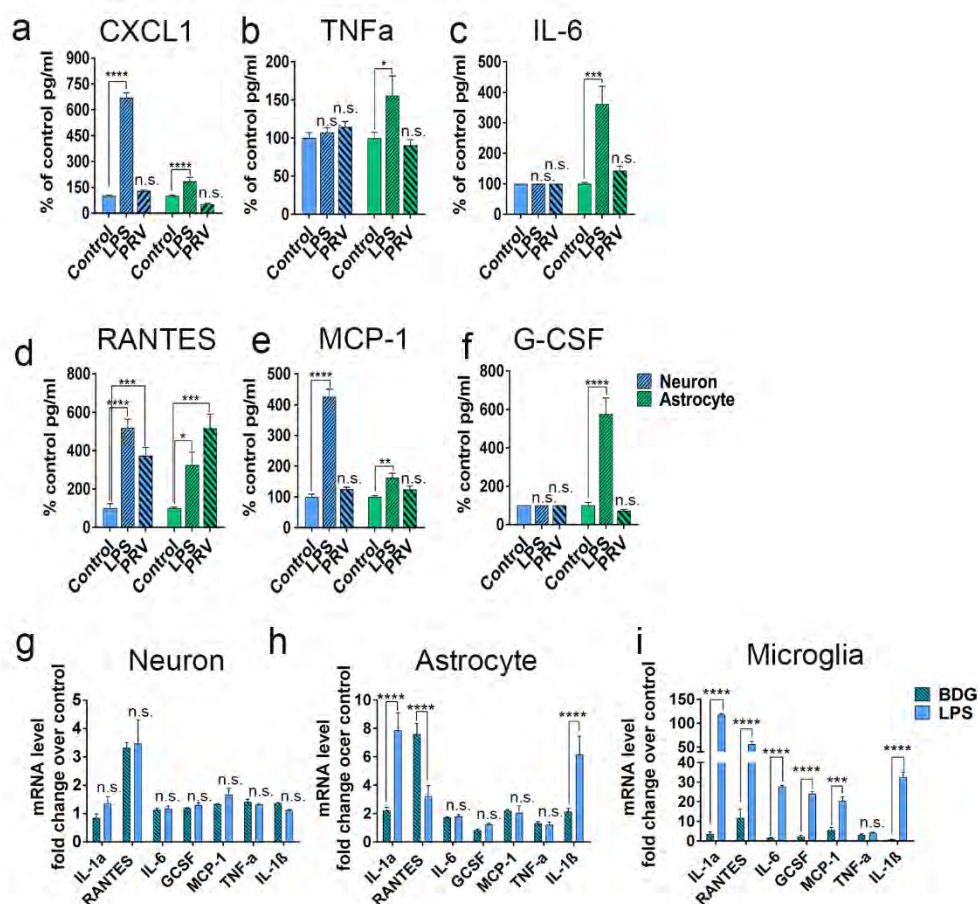 a CXCL1
% of control pg/ml
900
750
600
450
300
150
0
****
n.s.
****
n.s.
Control
LPS
PRV
Control
LPS
PRV
b TNFa
% of control pg/ml
200
150
100
50
0
n.s.
n.s.
*
n.s.
Control
LPS
PRV
Control
LPS
PRV
c IL-6
% of control pg/ml
500
400
300
200
100
0
n.s.
n.s.
***
n.s.
Control
LPS
PRV
Control
LPS
PRV
d RANTES
% control pg/ml
800
600
400
200
0
***
****
***
*
Control
LPS
PRV
Control
LPS
PRV
e MCP-1
% control pg/ml
500
400
300
200
100
0
****
n.s.
**
n.s.
Control
LPS
PRV
Control
LPS
PRV
f G-CSF
% control pg/ml
800
600
400
200
0
n.s.
n.s.
****
n.s.
Control
LPS
PRV
Control
LPS
PRV
Neuron
Astrocyte
g Neuron
mRNA level
fold change over control
6
5
4
3
2
1
0
n.s.
n.s.
n.s.
n.s.
n.s.
n.s.
n.s.
IL-1a
RANTES
IL-6
GCSF
MCP-1
TNF-a
IL-1ß
h Astrocyte
mRNA level
fold change ocer control
10
8
6
4
2
0
****
****
n.s.
n.s.
n.s.
n.s.
****
IL-1a
RANTES
IL-6
GCSF
MCP-1
TNF-a
IL-1ß
i Microglia
mRNA level
fold change over control
150
100
50
40
30
20
10
0
****
****
****
****
***
n.s.
****
IL-1a
RANTES
IL-6
GCSF
MCP-1
TNF-a
IL-1ß
BDG
LPS